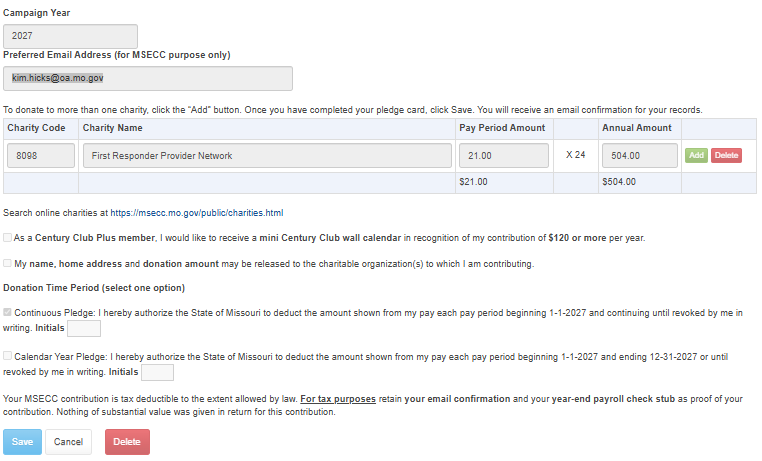 Campaign Year
2027
Preferred Email Address (for MSECC purpose only)
kim.hicks@oa.mo.gov
To donate to more than one charity, click the "Add" button. Once you have completed your pledge card, click Save. You will receive an email confirmation for your records.
Charity Code Charity Name Pay Period Amount Annual Amount
8098 First Responder Provider Network 21.00 X 24 504.00 Add Delete
$21.00 $504.00
Search online charities at https://msecc.mo.gov/public/charities.html
As a Century Club Plus member, I would like to receive a mini Century Club wall calendar in recognition of my contribution of $120 or more per year.
My name, home address and donation amount may be released to the charitable organization(s) to which I am contributing.
Donation Time Period (select one option)
Continuous Pledge: I hereby authorize the State of Missouri to deduct the amount shown from my pay each pay period beginning 1-1-2027 and continuing until revoked by me in
writing. Initials
Calendar Year Pledge: I hereby authorize the State of Missouri to deduct the amount shown from my pay each pay period beginning 1-1-2027 and ending 12-31-2027 or until
revoked by me in writing. Initials
Your MSECC contribution is tax deductible to the extent allowed by law. For tax purposes retain your email confirmation and your year-end payroll check stub as proof of your
contribution. Nothing of substantial value was given in return for this contribution.
Save Cancel Delete